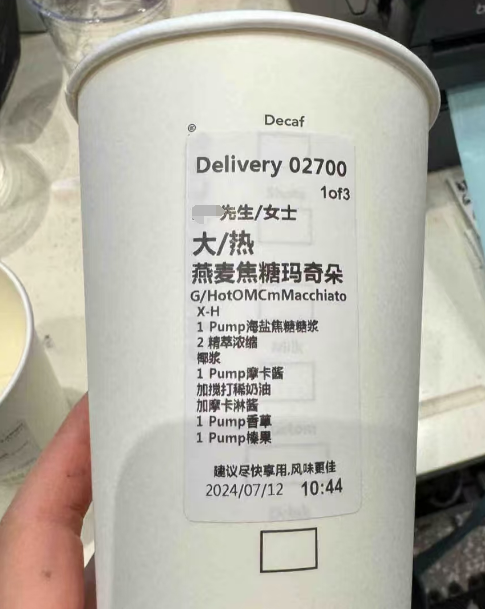 Decaf
®
Delivery 02700
1of3
先生/女士
大/热
燕麦焦糖玛奇朵
G/HotOMCmMacchiato
X-H
1 Pump海盐焦糖糖浆
2 精萃浓缩
椰浆
1 Pump摩卡酱
加搅打稀奶油
加摩卡淋酱
1 Pump香草
1 Pump榛果
建议尽快享用,风味更佳
2024/07/12 10:44